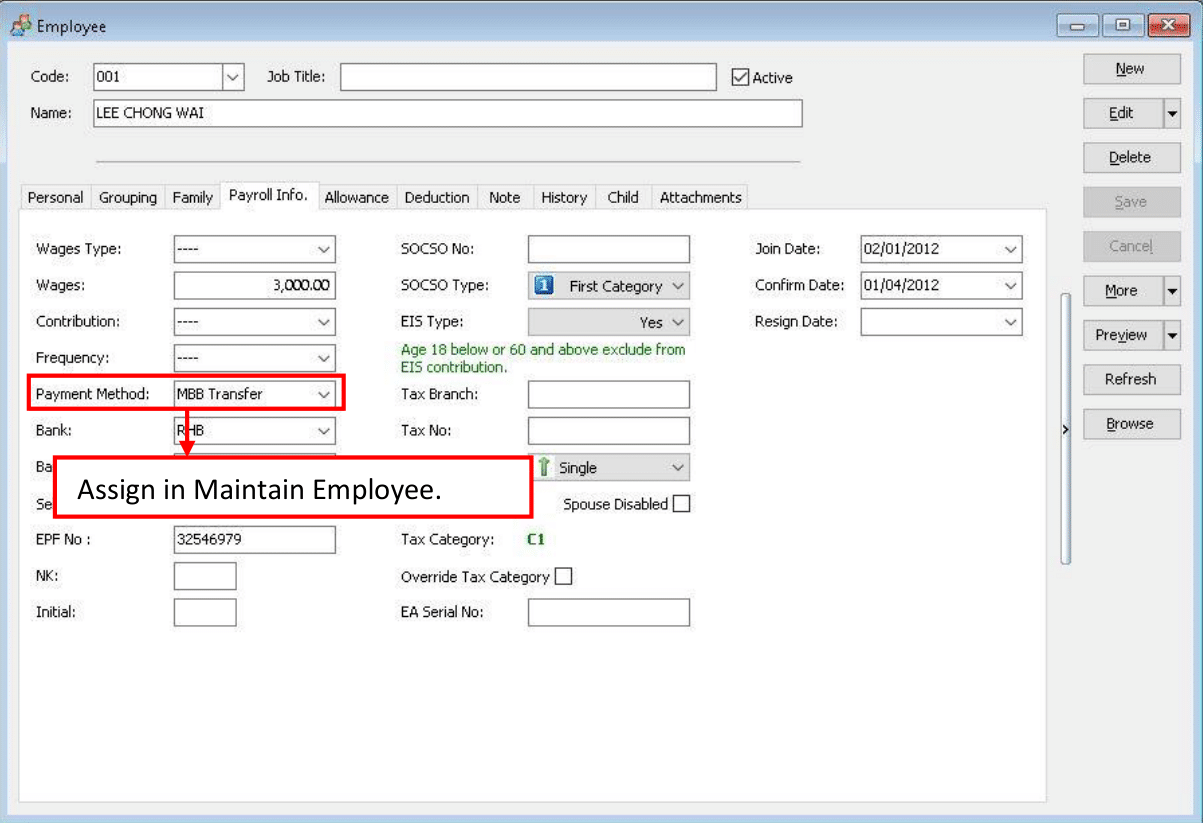 Employee
Code: 001 Job Title: Active
Name: LEE CHONG WAI
Personal Grouping Family Payroll Info. Allowance Deduction Note History Child Attachments
Wages Type: ----
Wages: 3,000.00
Contribution: ----
Frequency: ----
Payment Method: MBB Transfer
Bank: RHB
Ba
Assign in Maintain Employee.
Se
EPF No : 32546979
NK:
Initial:
SOCSO No:
SOCSO Type: 1 First Category
EIS Type: Yes
Age 18 below or 60 and above exclude from
EIS contribution.
Tax Branch:
Tax No:
Single
Spouse Disabled
Tax Category: C1
Override Tax Category
EA Serial No:
Join Date: 02/01/2012
Confirm Date: 01/04/2012
Resign Date:
New
Edit
Delete
Save
Cancel
More
Preview
Refresh
Browse